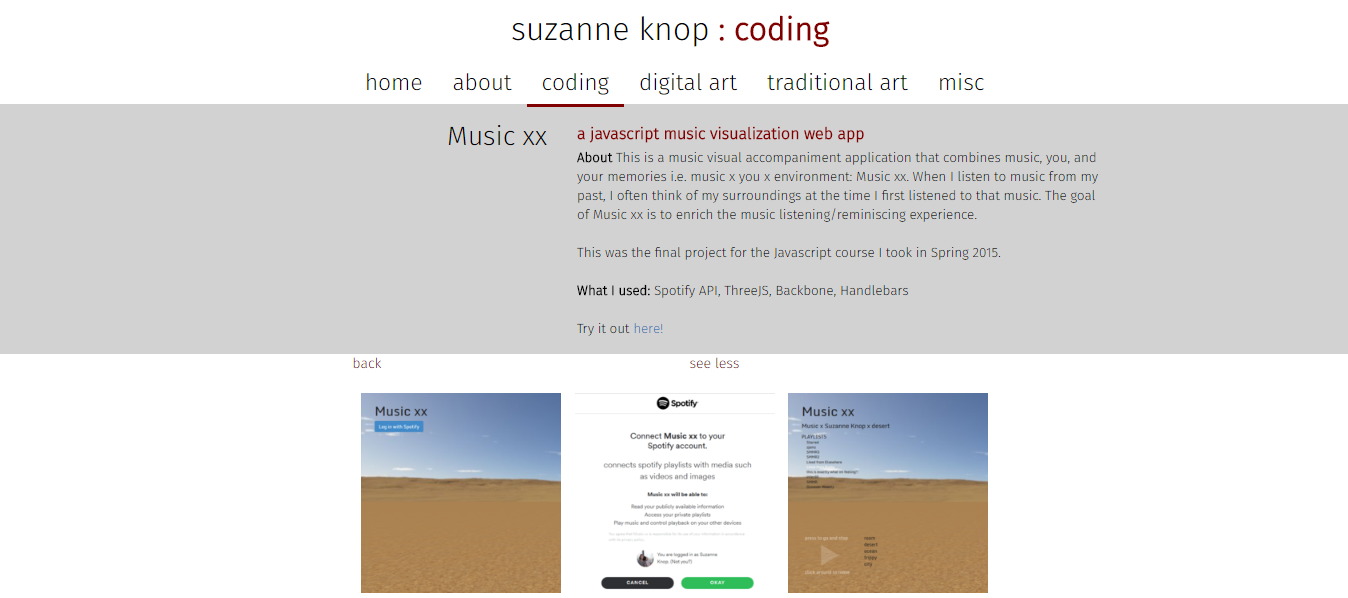 suzanne knop : coding
home about coding digital art traditional art misc
Music xx
a javascript music visualization web app
About This is a music visual accompaniment application that combines music, you, and
your memories i.e. music x you x environment: Music xx. When I listen to music from my
past, I often think of my surroundings at the time I first listened to that music. The goal
of Music xx is to enrich the music listening/reminiscing experience.
This was the final project for the Javascript course I took in Spring 2015.
What I used: Spotify API, ThreeJS, Backbone, Handlebars
Try it out here!
back
see less
Music xx
Log in with Spotify
Spotify
Connect Music xx to your
Spotify account.
connects spotify playlists with media such
as videos and images
Music xx will be able to:
Read your publicly available information
Access your private playlists
Play music and control playback on your other devices
You are logged in as Suzanne
Knop. (Not you?)
CANCEL
OKAY
Music xx
Music x Suzanne Knop x desert
PLAYLISTS
desert
ocean